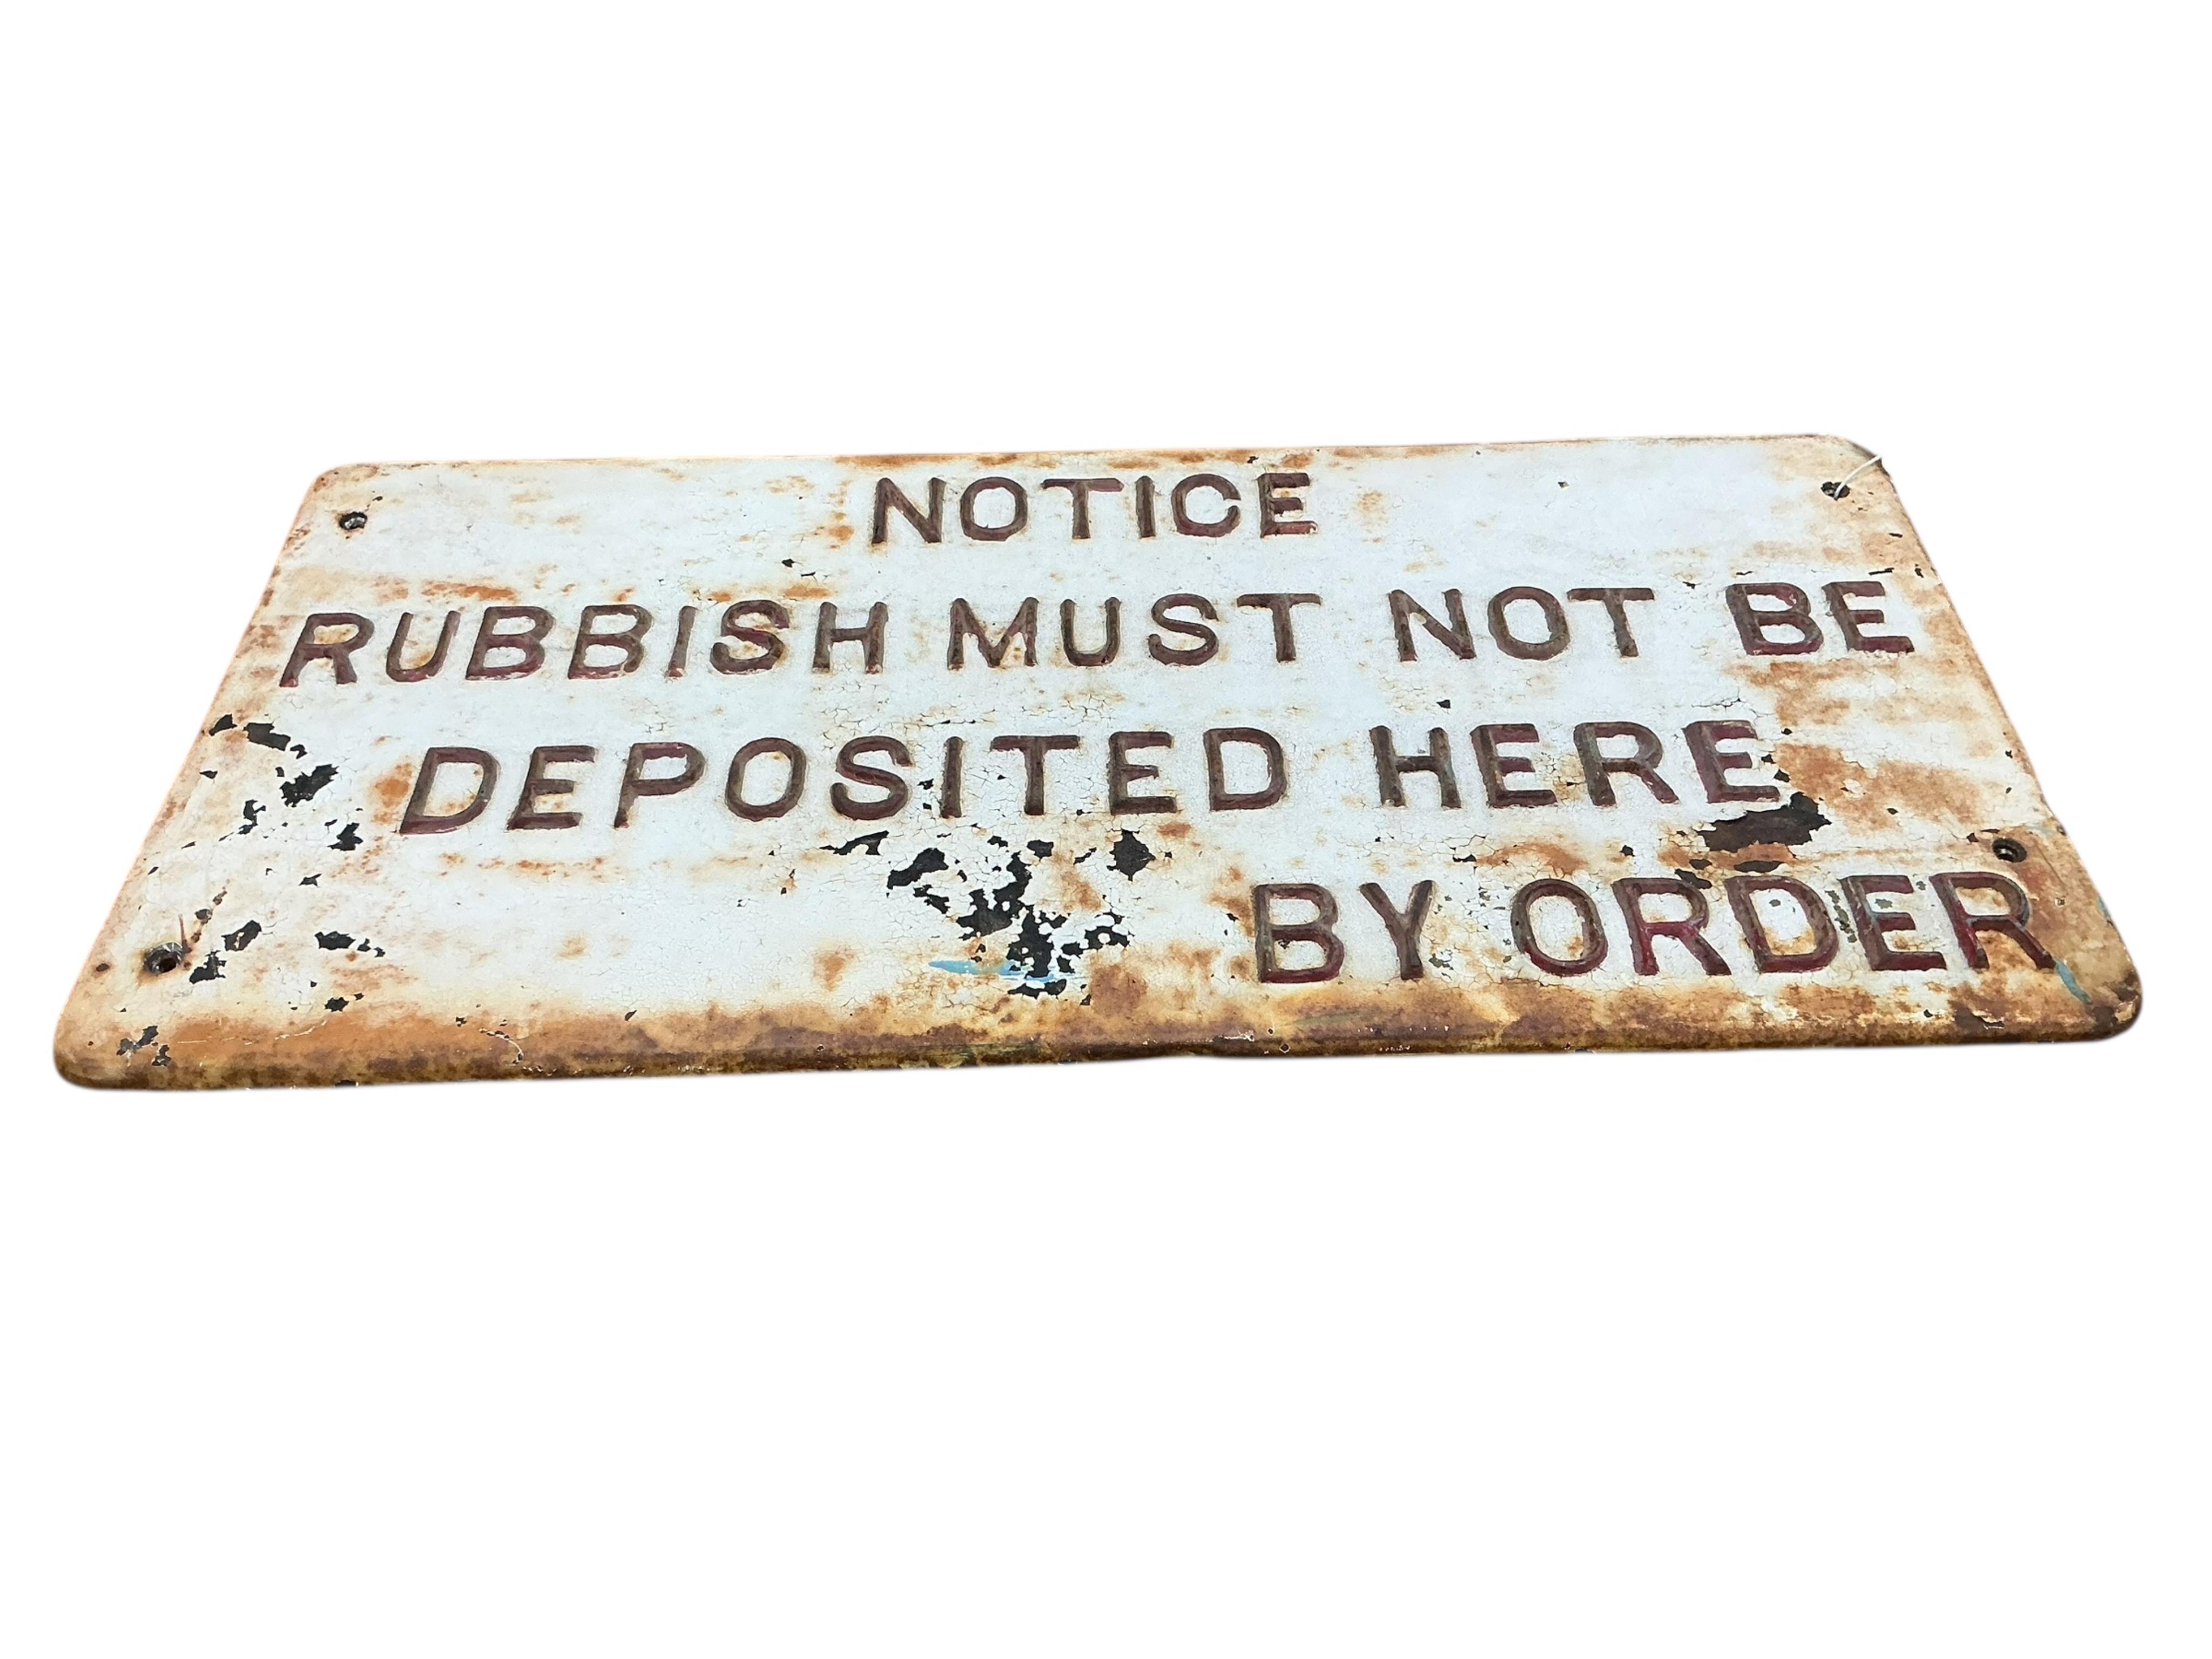 NOTICE
RUBBISH MUST NOT BE
DEPOSITED HERE
BY ORDER